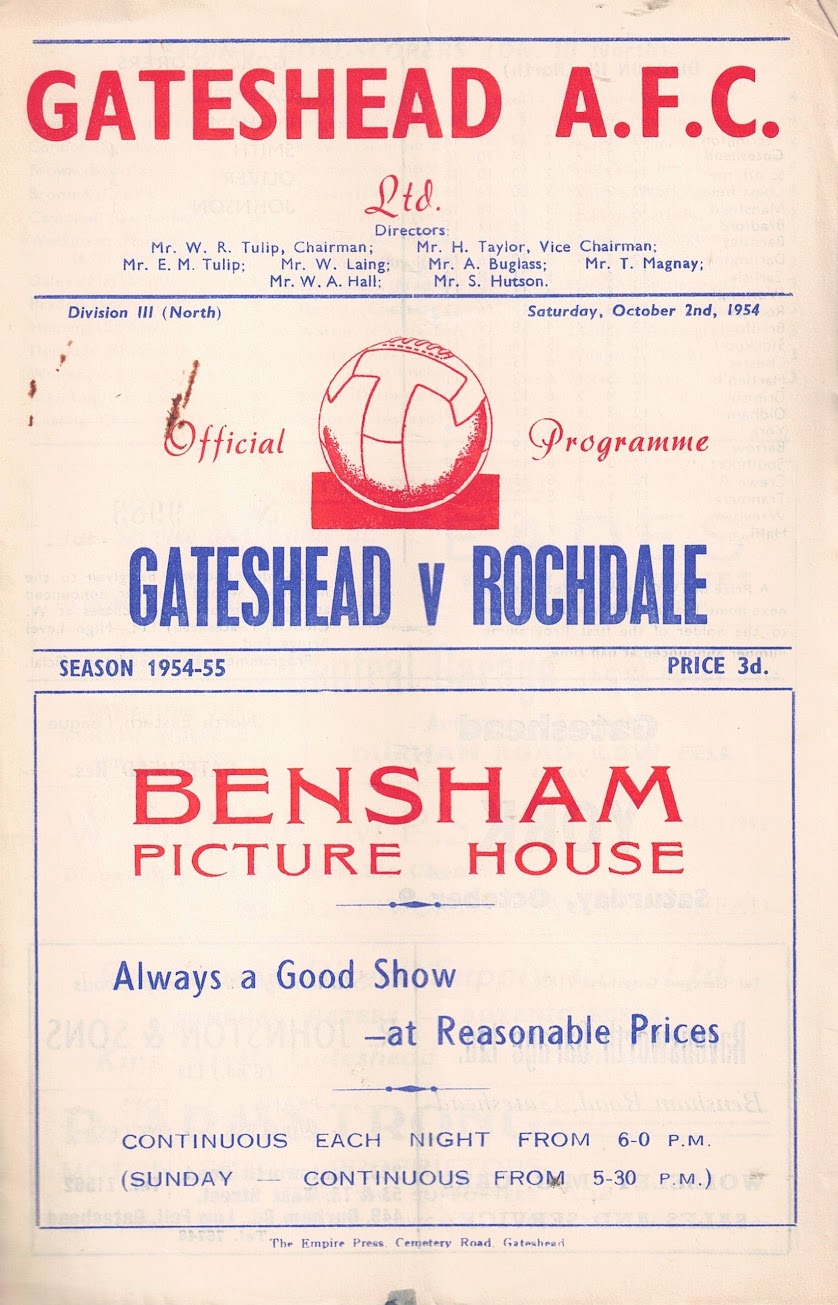 GATESHEAD A.F.C.
Ltd.
Directors:
Mr. W. R. Tulip, Chairman; Mr. H. Taylor, Vice Chairman;
Mr. E. M. Tulip; Mr. W. Laing; Mr. A. Buglass; Mr. T. Magnay;
Mr. W. A. Hall; Mr. S. Hutson.
Division III (North) Saturday, October 2nd, 1954
Official Programme
GATESHEAD v ROCHDALE
SEASON 1954-55 PRICE 3d.
BENSHAM
PICTURE HOUSE
Always a Good Show
—at Reasonable Prices
CONTINUOUS EACH NIGHT FROM 6-0 P.M.
(SUNDAY — CONTINUOUS FROM 5-30 P.M.)
The Empire Press, Cemetery Road, Gateshead